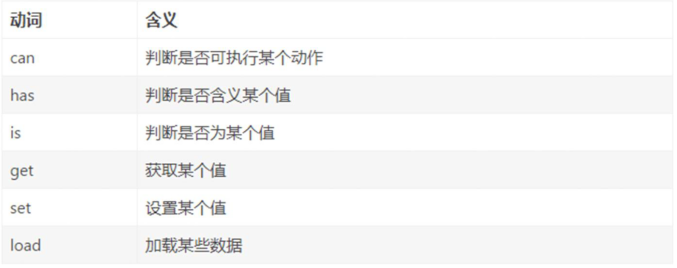 动词 含义
can 判断是否可执行某个动作
has 判断是否含义某个值
is 判断是否为某个值
get 获取某个值
set 设置某个值
load 加载某些数据